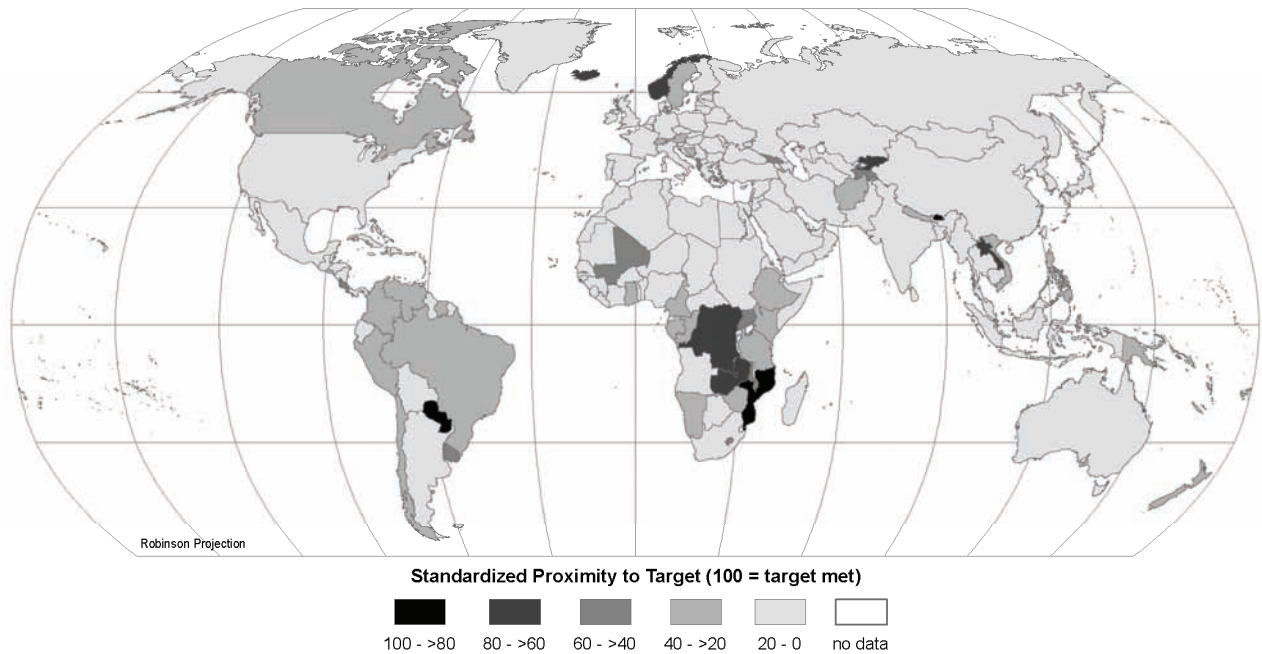 Robinson Projection
Standardized Proximity to Target (100 = target met)
100 - >80 80 - >60 60 - >40 40 - >20 20 - 0 no data